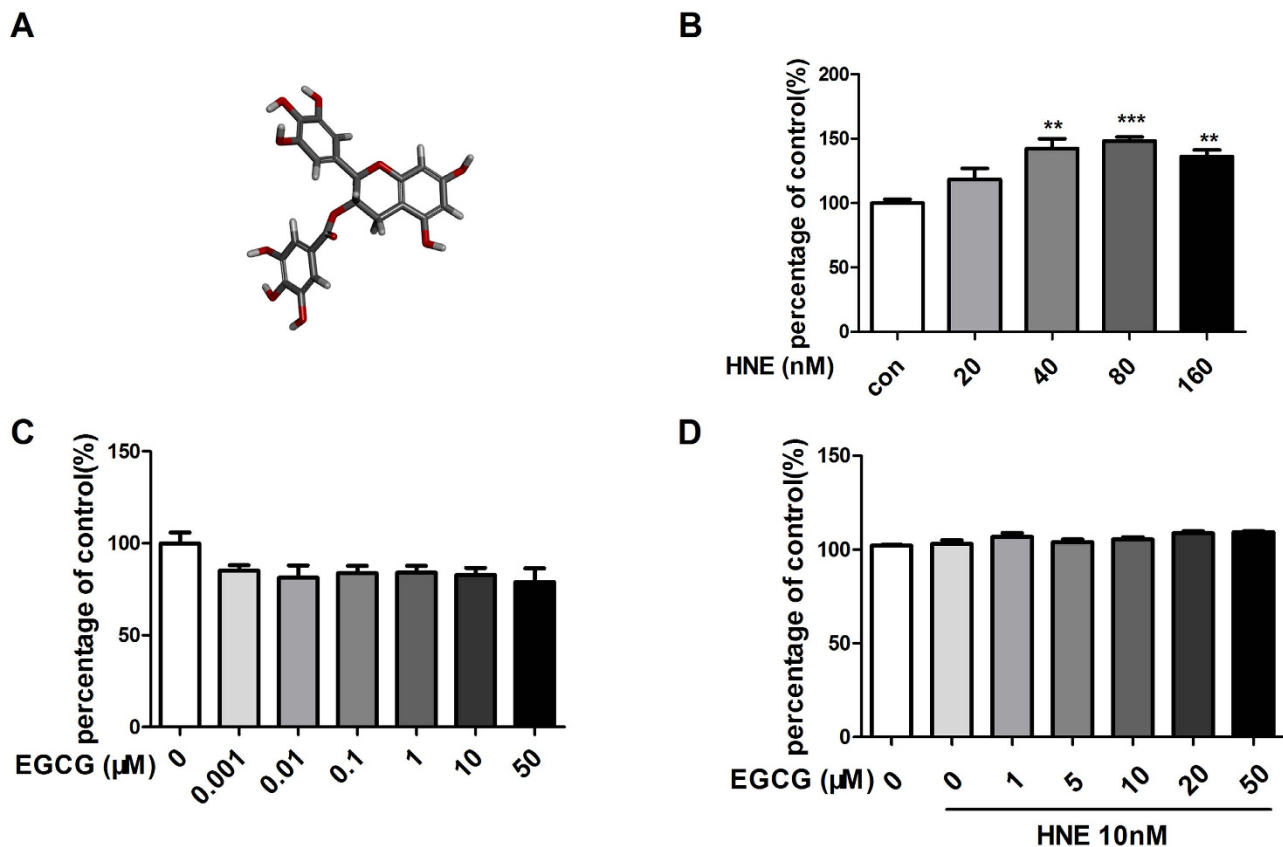 A
B
percentage of control(%)
200
150
100
50
0
** *** **
HNE (nM)
con 20 40 80 160
C
percentage of control(%)
150
100
50
0
EGCG (μM)
0 0.001 0.01 0.1 1 10 50
D
percentage of control(%)
150
100
50
0
EGCG (μM)
0 0 1 5 10 20 50
HNE 10nM